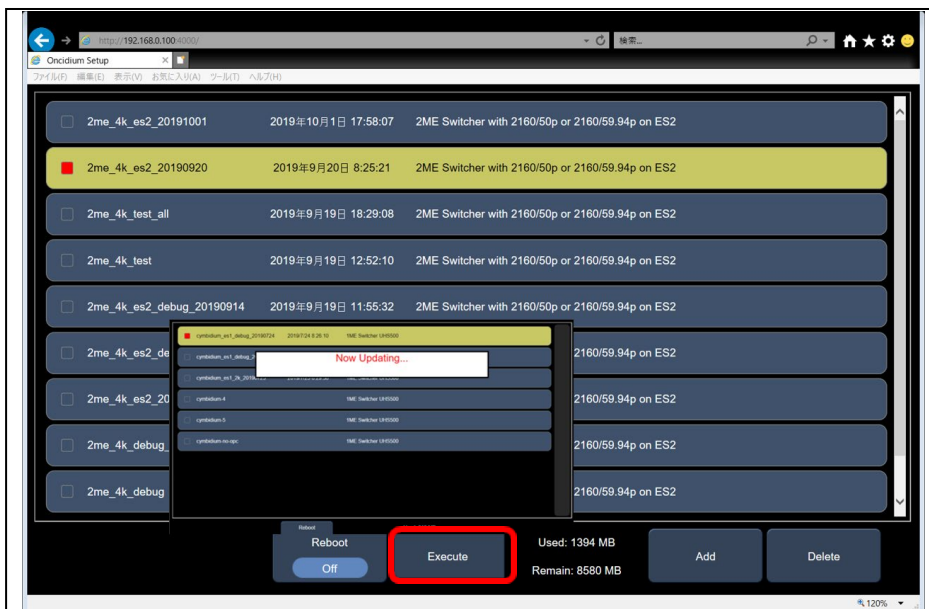 http://192.168.0.100:4000/
検索...
Oncidium Setup
ファイル(F) 編集(E) 表示(V) お気に入り(A) ツール(T) ヘルプ(H)
2me_4k_es2_20191001 2019年10月1日 17:58:07 2ME Switcher with 2160/50p or 2160/59.94p on ES2
2me_4k_es2_20190920 2019年9月20日 8:25:21 2ME Switcher with 2160/50p or 2160/59.94p on ES2
2me_4k_test_all 2019年9月19日 18:29:08 2ME Switcher with 2160/50p or 2160/59.94p on ES2
2me_4k_test 2019年9月19日 12:52:10 2ME Switcher with 2160/50p or 2160/59.94p on ES2
2me_4k_es2_debug_20190914 2019年9月19日 11:55:32 2ME Switcher with 2160/50p or 2160/59.94p on ES2
cymbidium_es1_debug_20190724 2019/7/24 8:26:10 1ME Switcher UHS500
2me_4k_es2_de 2160/59.94p on ES2
cymbidium_es1_debug_2
Now Updating...
cymbidium_es1_2k_201907
2me_4k_es2_20 2160/59.94p on ES2
cymbidium-4 1ME Switcher UHS500
cymbidium-5 1ME Switcher UHS500
2me_4k_debug_ 2160/59.94p on ES2
cymbidium-no-opc 1ME Switcher UHS500
2me_4k_debug 2160/59.94p on ES2
Reboot
Reboot
Off
Execute
Used: 1394 MB
Remain: 8580 MB
Add
Delete
120%